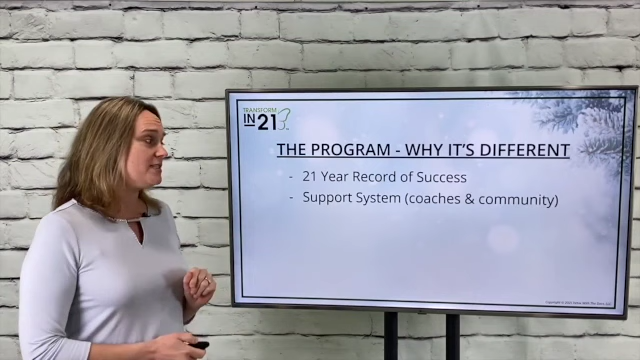 TRANSFORM
IN 21
THE PROGRAM - WHY IT'S DIFFERENT
- 21 Year Record of Success
- Support System (coaches & community)